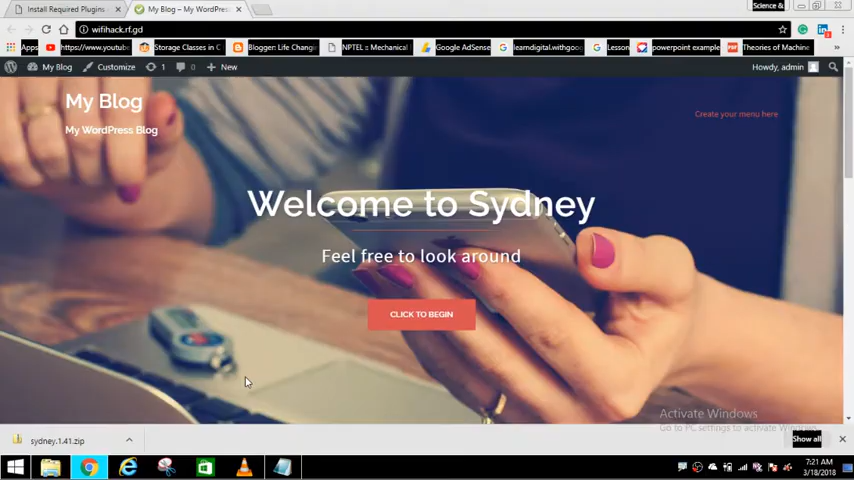 Install Required Plugins
My Blog – My WordPres
Science &
wifihack.rf.gd
Apps
https://www.youtub
Storage Classes in C
Blogger Life Changi
NPTEL :: Mechanical
Google AdSense
learndigital.withgoo
Lesson
powerpoint example
Theories of Machine
My Blog
Customize
1
0
New
Howdy, admin
My Blog
My WordPress Blog
Create your menu here
Welcome to Sydney
Feel free to look around
CLICK TO BEGIN
Activate Windows
Go to PC settings to activate Windows.
sydney.1.41.zip
Show all
7:21 AM
3/18/2018